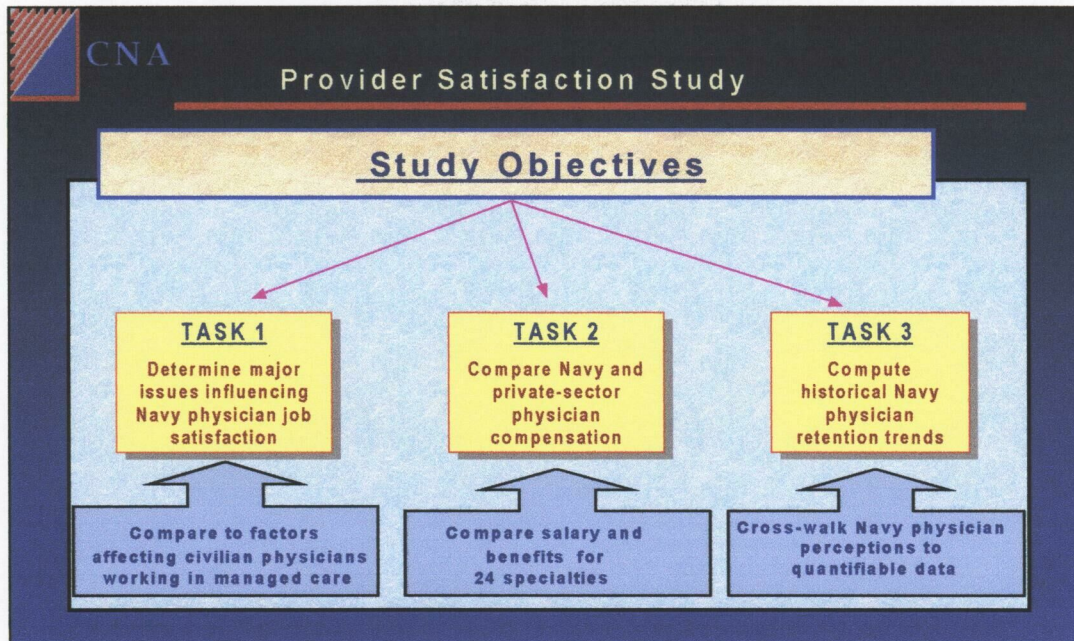 CNA
Provider Satisfaction Study
Study Objectives
TASK 1
Determine major
issues influencing
Navy physician job
satisfaction
TASK 2
Compare Navy and
private-sector
physician
compensation
TASK 3
Compute
historical Navy
physician
retention trends
Compare to factors
affecting civilian physicians
working in managed care
Compare salary and
benefits for
24 specialties
Cross-walk Navy physician
perceptions to
quantifiable data